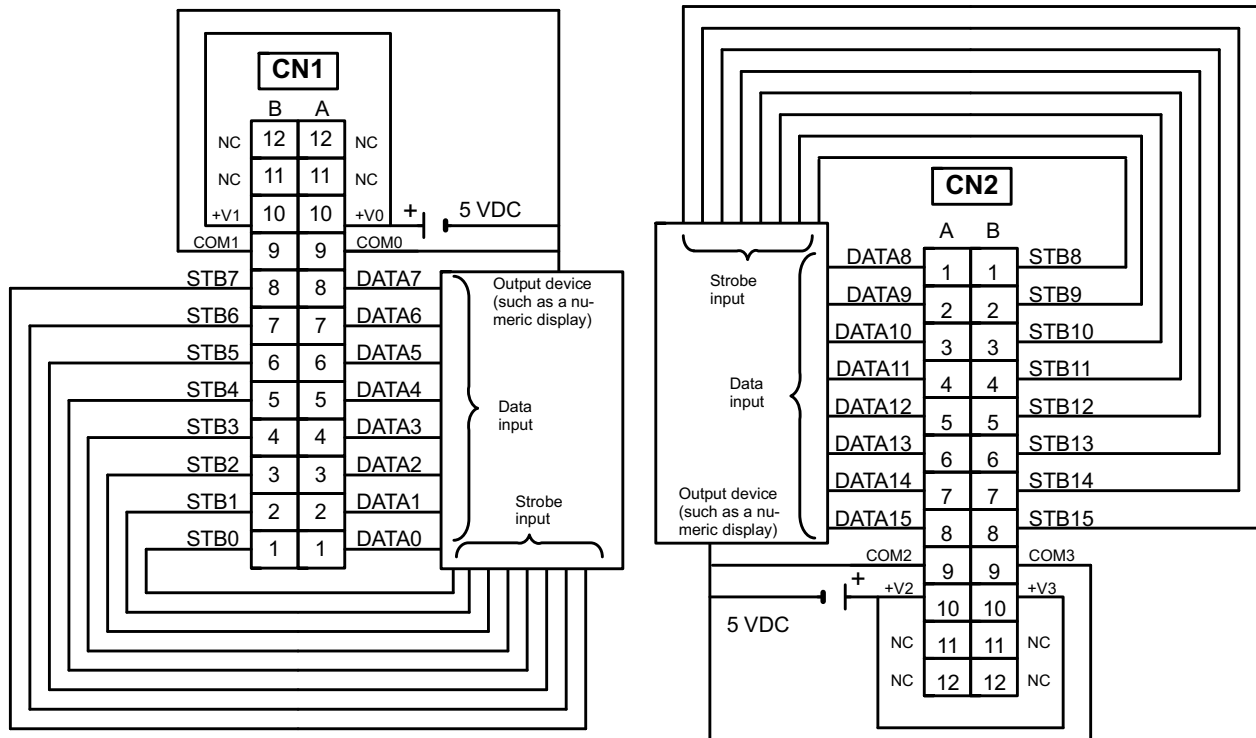 CN1
B A
NC 12 12 NC
NC 11 11 NC
+V1 10 10 +V0 + 5 VDC
COM1 9 9 COM0
STB7 8 8 DATA7
STB6 7 7 DATA6
STB5 6 6 DATA5
STB4 5 5 DATA4
STB3 4 4 DATA3
STB2 3 3 DATA2
STB1 2 2 DATA1
STB0 1 1 DATA0
Output device
(such as a nu-
meric display)
Data
input
Strobe
input
CN2
A B
DATA8 1 1 STB8
DATA9 2 2 STB9
DATA10 3 3 STB10
DATA11 4 4 STB11
DATA12 5 5 STB12
DATA13 6 6 STB13
DATA14 7 7 STB14
DATA15 8 8 STB15
COM2 9 9 COM3
+ +V2 10 10 +V3
5 VDC
NC 11 11 NC
NC 12 12 NC
Strobe
input
Data
input
Output device
(such as a nu-
meric display)